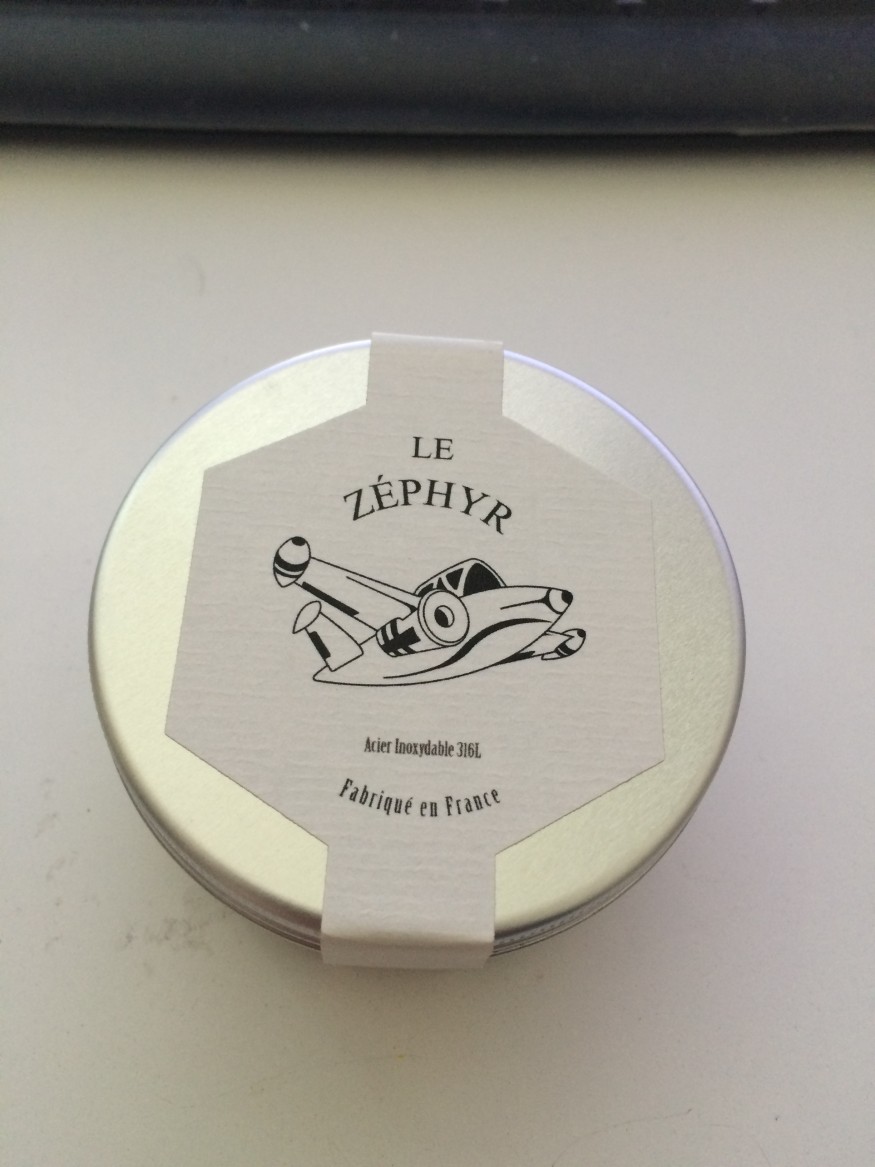 LE
ZÉPHYR
Acier Inoxydable 316L
Fabriqué en France